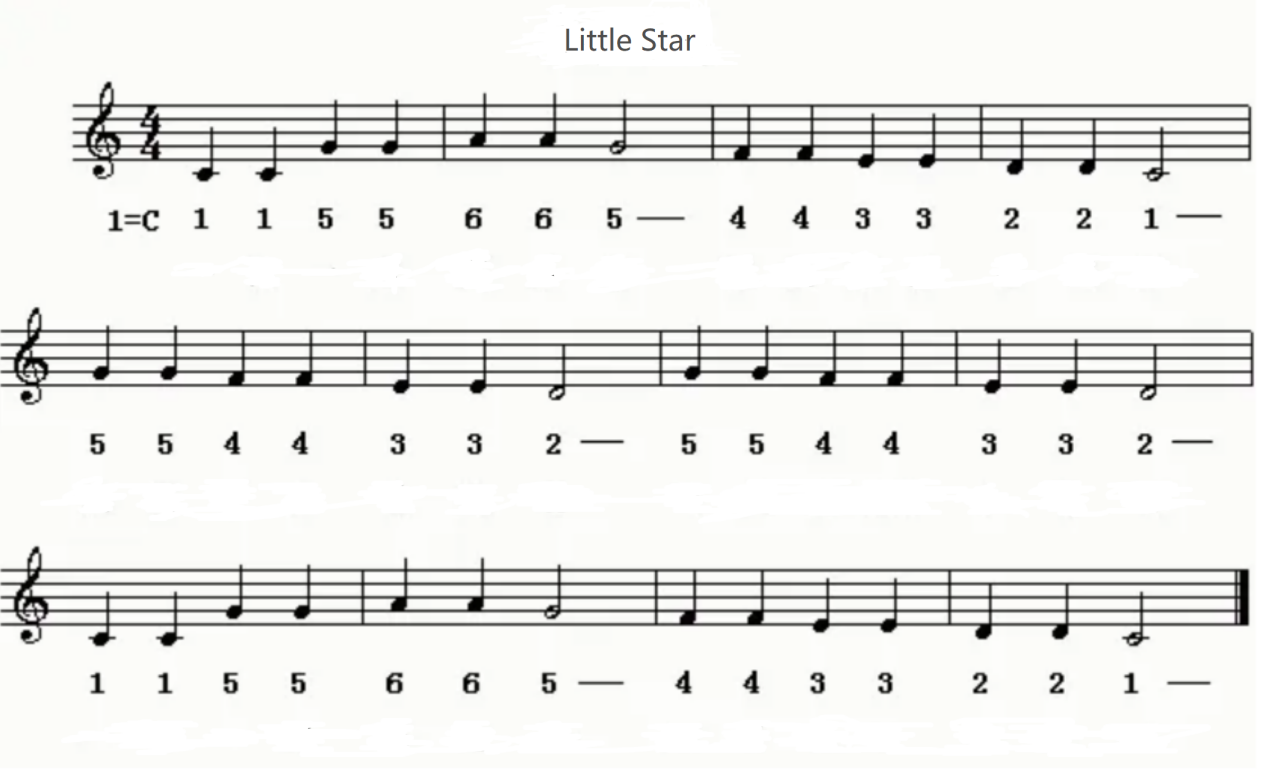 Little Star
4
4
1=C 1 1 5 5 6 6 5 — 4 4 3 3 2 2 1 —
5 5 4 4 3 3 2 — 5 5 4 4 3 3 2 —
1 1 5 5 6 6 5 — 4 4 3 3 2 2 1 —